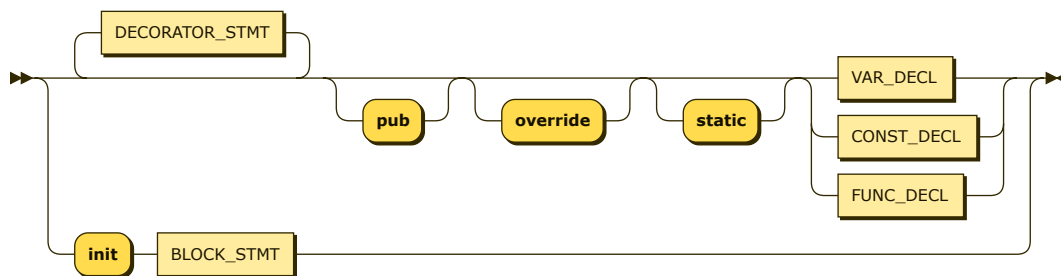 DECORATOR_STMT
pub
override
static
VAR_DECL
CONST_DECL
FUNC_DECL
init
BLOCK_STMT